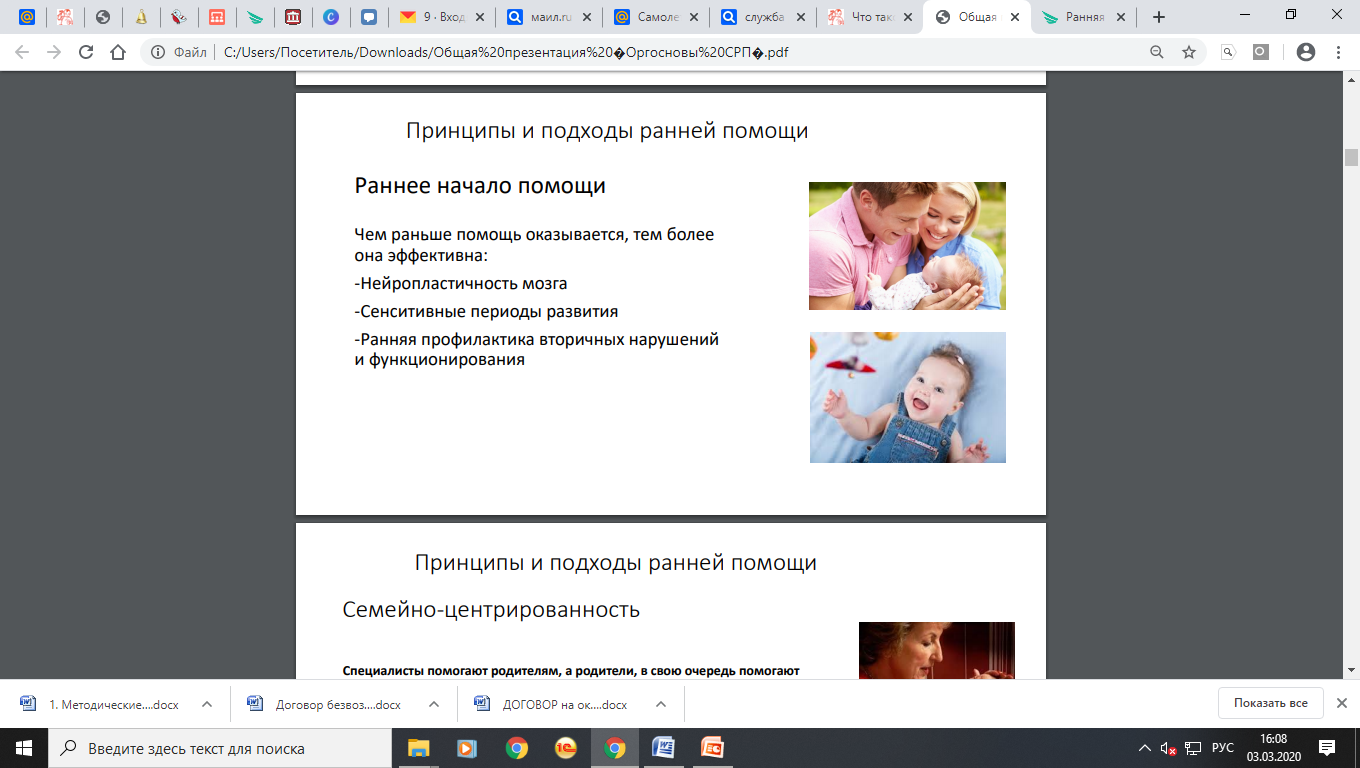 9 · Вход
маил.ru
Самоле
служба
Что так
Общая
Ранняя
Файл
C:/Users/Посетитель/Downloads/Общая%20презентация%20�Оргосновы%20СРП�.pdf
Принципы и подходы ранней помощи
Раннее начало помощи
Чем раньше помощь оказывается, тем более
она эффективна:
-Нейропластичность мозга
-Сенситивные периоды развития
-Ранняя профилактика вторичных нарушений
и функционирования
Принципы и подходы ранней помощи
Семейно-центрированность
Специалисты помогают родителям, а родители, в свою очередь помогают
1. Методические....docx
Договор безвоз....docx
ДОГОВОР на ок....docx
Показать все
Введите здесь текст для поиска
РУС
16:08
03.03.2020